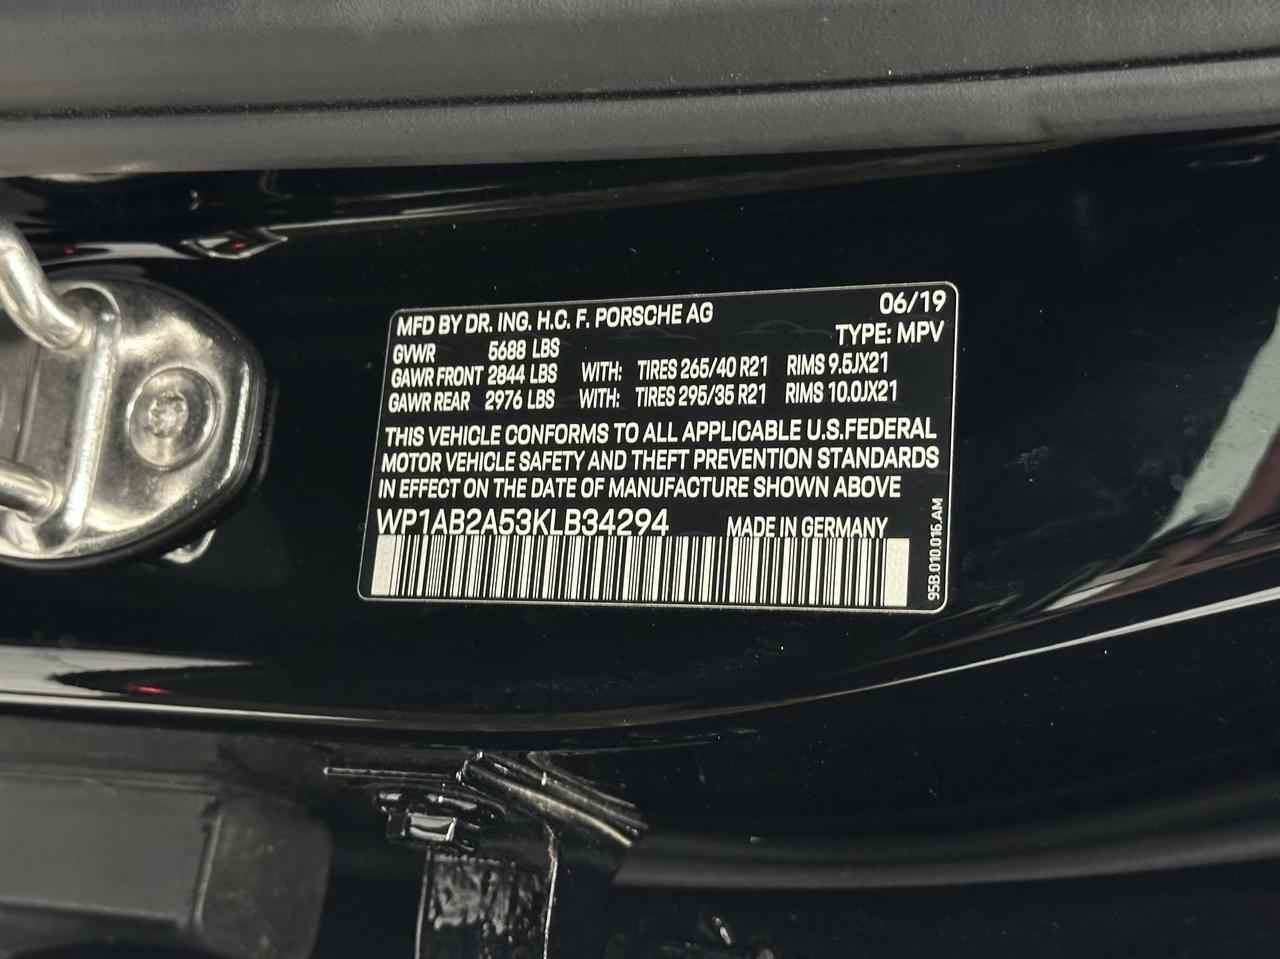 MFD BY DR. ING. H.C. F. PORSCHE AG 06/19
TYPE: MPV
GVWR 5688 LBS
GAWR FRONT 2844 LBS WITH: TIRES 265/40 R21 RIMS 9.5JX21
GAWR REAR 2976 LBS WITH: TIRES 295/35 R21 RIMS 10.0JX21
THIS VEHICLE CONFORMS TO ALL APPLICABLE U.S.FEDERAL
MOTOR VEHICLE SAFETY AND THEFT PREVENTION STANDARDS
IN EFFECT ON THE DATE OF MANUFACTURE SHOWN ABOVE
WP1AB2A53KLB34294 MADE IN GERMANY
95B.010.016.AM